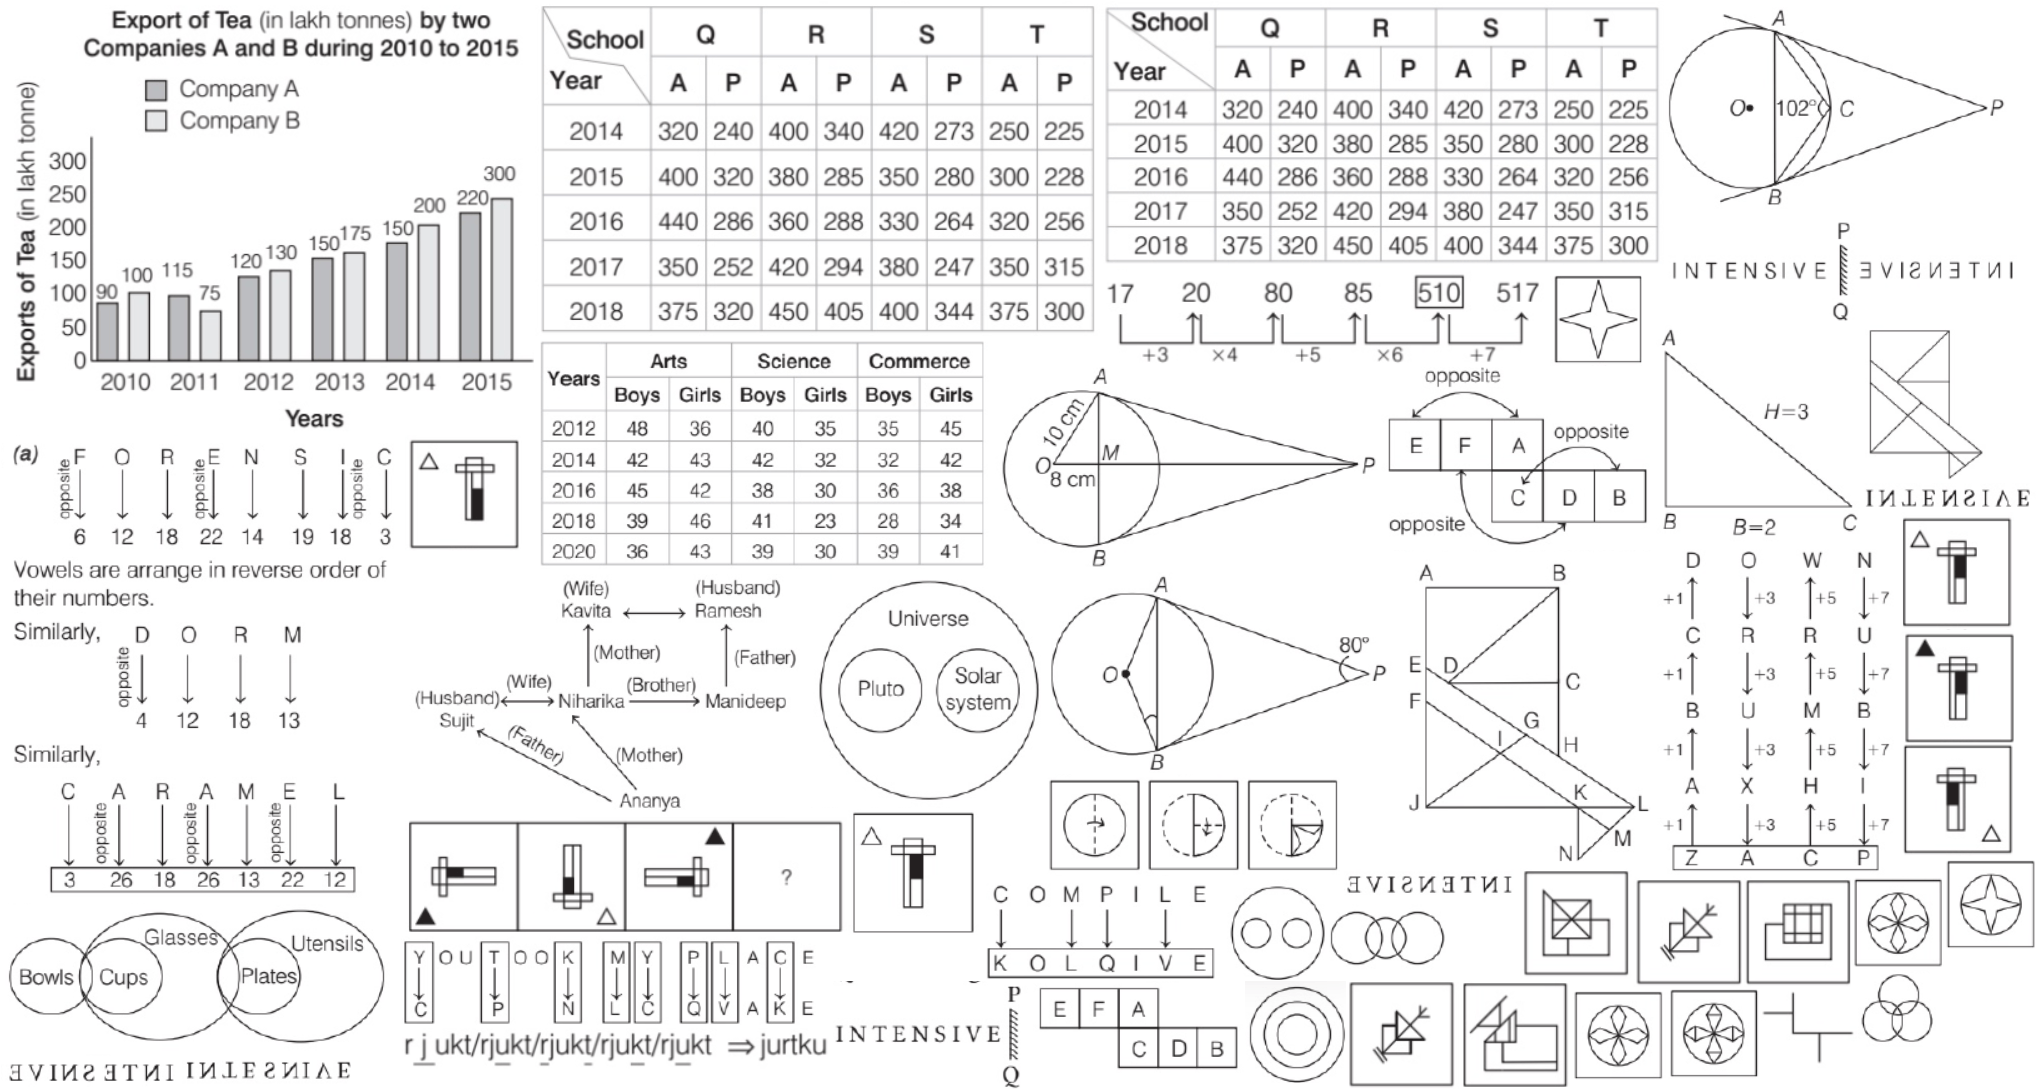 Export of Tea (in lakh tonnes) by two
Companies A and B during 2010 to 2015
Company A
Company B
Exports of Tea (in lakh tonne)
300
250
200
150
100
50
0
90 100 115 75 120 130 150 175 150 200 220 300
2010 2011 2012 2013 2014 2015
Years
School Q R S T
Year A P A P A P A P
2014 320 240 400 340 420 273 250 225
2015 400 320 380 285 350 280 300 228
2016 440 286 360 288 330 264 320 256
2017 350 252 420 294 380 247 350 315
2018 375 320 450 405 400 344 375 300
School Q R S T
Year A P A P A P A P
2014 320 240 400 340 420 273 250 225
2015 400 320 380 285 350 280 300 228
2016 440 286 360 288 330 264 320 256
2017 350 252 420 294 380 247 350 315
2018 375 320 450 405 400 344 375 300
A
O 102° C P
B
P
INTENSIVE INTENSIVE
Q
17 20 80 85 510 517
+3 ×4 +5 ×6 +7
Years Arts Science Commerce
Boys Girls Boys Girls Boys Girls
2012 48 36 40 35 35 45
2014 42 43 42 32 32 42
2016 45 42 38 30 36 38
2018 39 46 41 23 28 34
2020 36 43 39 30 39 41
A
10 cm
O M P
8 cm
B
opposite
E F A
opposite
C D B
opposite
A
H=3
B B=2 C
INTENSIVE
(a) F O R E N S I C
opposite opposite opposite
6 12 18 22 14 19 18 3
Vowels are arrange in reverse order of
their numbers.
Similarly, D O R M
opposite
4 12 18 13
Similarly,
C A R A M E L
opposite opposite opposite
3 26 18 26 13 22 12
(Wife) (Husband)
Kavita Ramesh
(Mother) (Father)
(Husband) (Wife) Niharika (Brother) Manideep
Sujit
(Father) (Mother)
Ananya
Universe
Pluto Solar
system
A
80°
O P
B
A B
E D C
F G
I H
J K L
M
N
D O W N
+1 +3 +5 +7
C R R U
+1 +3 +5 +7
B U M B
+1 +3 +5 +7
A X H I
+1 +3 +5 +7
Z A C P
?
Bowls Cups Glasses Plates Utensils
Y O U T O O K M Y P L A C E
C P N L C Q V A K E
r j ukt/rjukt/rjukt/rjukt/rjukt ⇒ jurtku
C O M P I L E
K O L Q I V E
INTENSIVE
P
INTENSIVE
Q
E F A
C D B
INTENSIVE INTENSIVE